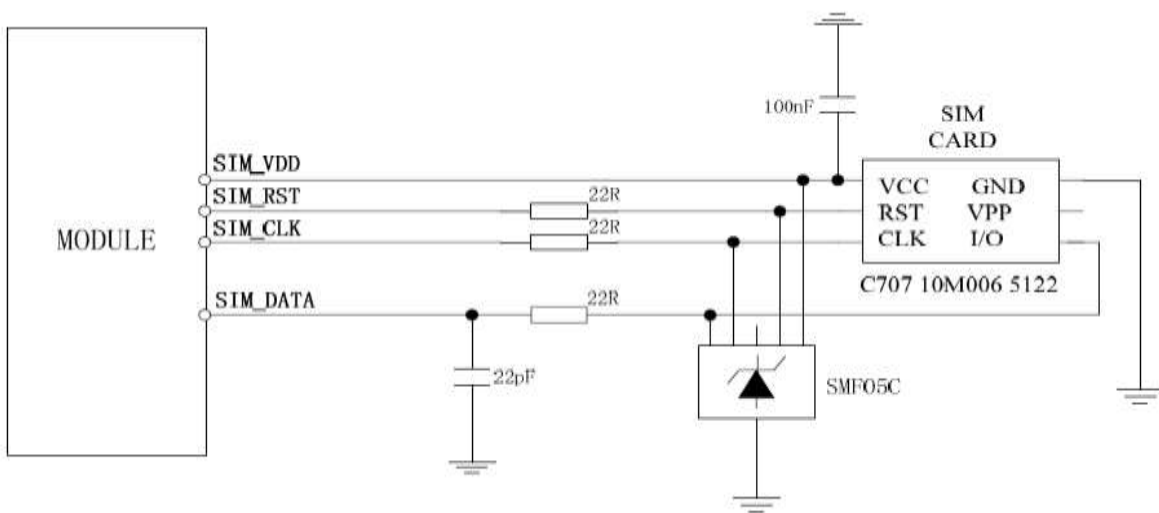 100nF
SIM
CARD
SIM_VDD
SIM_RST
22R
SIM_CLK
22R
MODULE
VCC GND
RST VPP
CLK I/O
C707 10M006 5122
SIM_DATA
22R
22pF
SMF05C